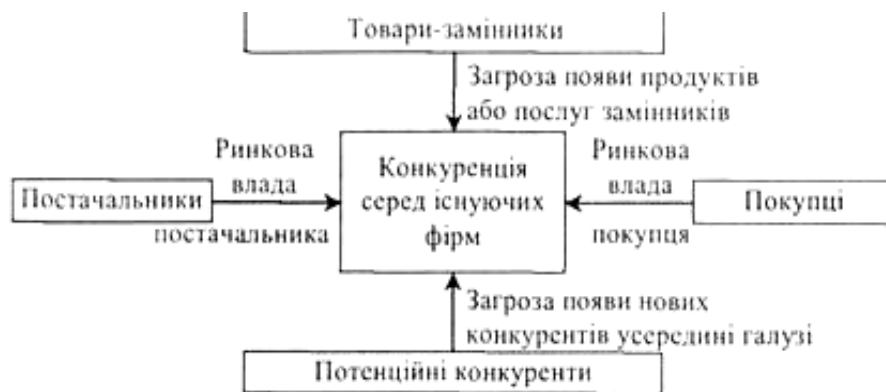 Товари-замінники
Загроза появи продуктів
або послуг замінників
Ринкова
влада
Постачальники
постачальника
Конкуренція
серед існуючих
фірм
Ринкова
влада
Покупці
покупця
Загроза появи нових
конкурентів усередині галузі
Потенційні конкуренти